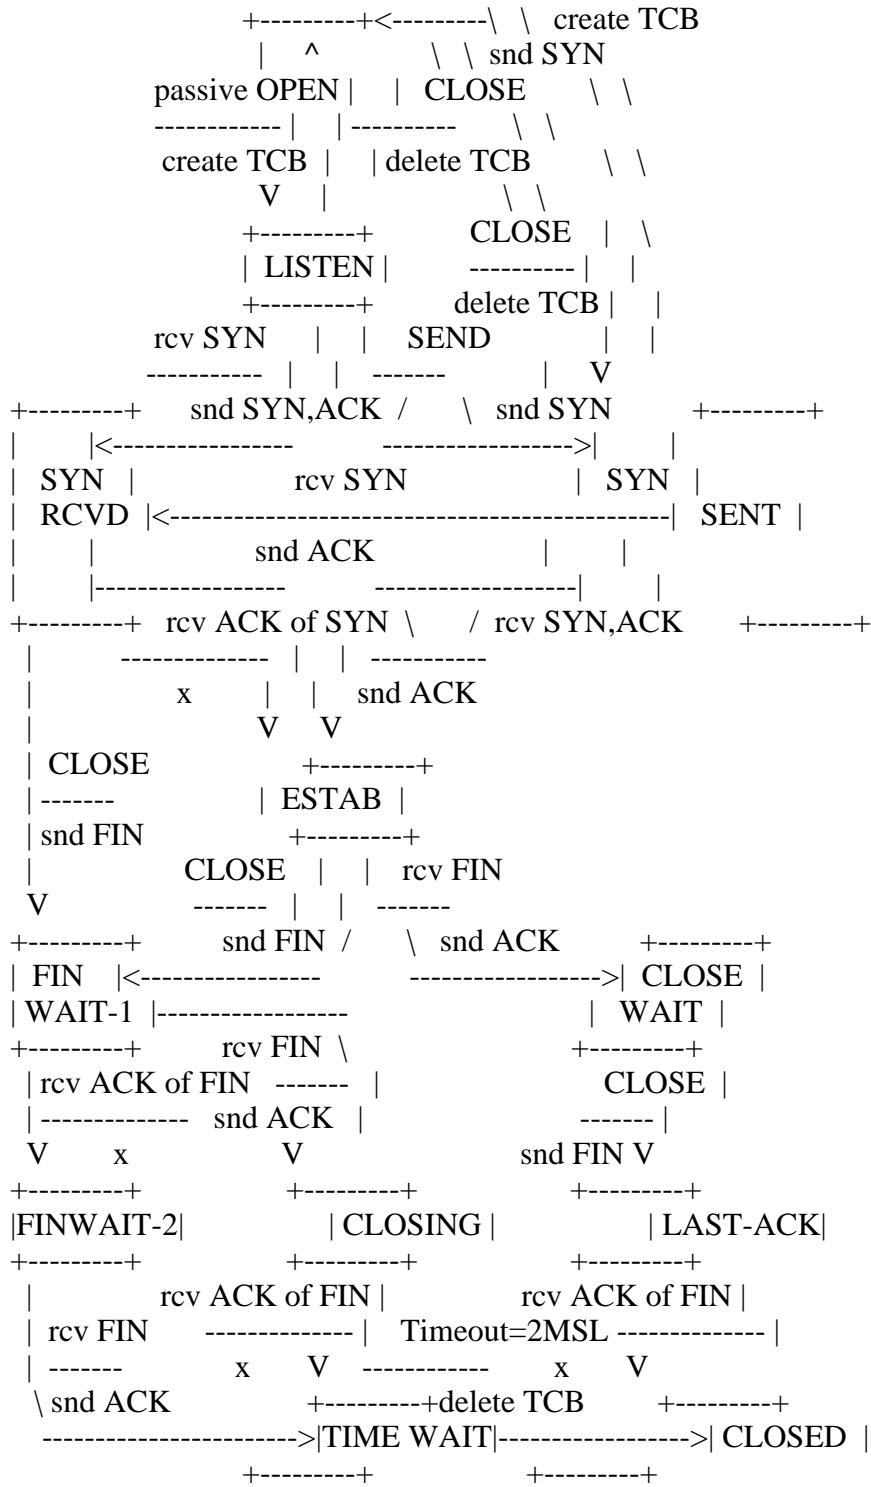 +---------+<---------\ \ create TCB
| ^ \ \ snd SYN
passive OPEN | | CLOSE \ \
------------ | | ---------- \ \
create TCB | | delete TCB \ \
V | \ \
+---------+ CLOSE | \
| LISTEN | ---------- | |
+---------+ delete TCB | |
rcv SYN | | SEND | |
----------- | | ------- | V
+---------+ snd SYN,ACK / \ snd SYN +---------+
| |<----------------- ------------------>| |
| SYN | rcv SYN | SYN |
| RCVD |<-----------------------------------------------| SENT |
| | snd ACK | |
| |------------------ -------------------| |
+---------+ rcv ACK of SYN \ / rcv SYN,ACK +---------+
| -------------- | | -----------
| x | | snd ACK
| V V
| CLOSE +---------+
| ------- | ESTAB |
| snd FIN +---------+
| CLOSE | | rcv FIN
V ------- | | -------
+---------+ snd FIN / \ snd ACK +---------+
| FIN |<----------------- ------------------>| CLOSE |
| WAIT-1 |------------------ | WAIT |
+---------+ rcv FIN \ +---------+
| rcv ACK of FIN ------- | CLOSE |
| -------------- snd ACK | ------- |
V x V snd FIN V
+---------+ +---------+ +---------+
|FINWAIT-2| | CLOSING | | LAST-ACK|
+---------+ +---------+ +---------+
| rcv ACK of FIN | rcv ACK of FIN |
| rcv FIN -------------- | Timeout=2MSL -------------- |
| ------- x V ------------ x V
\ snd ACK +---------+delete TCB +---------+
------------------------>|TIME WAIT|------------------>| CLOSED |
+---------+ +---------+